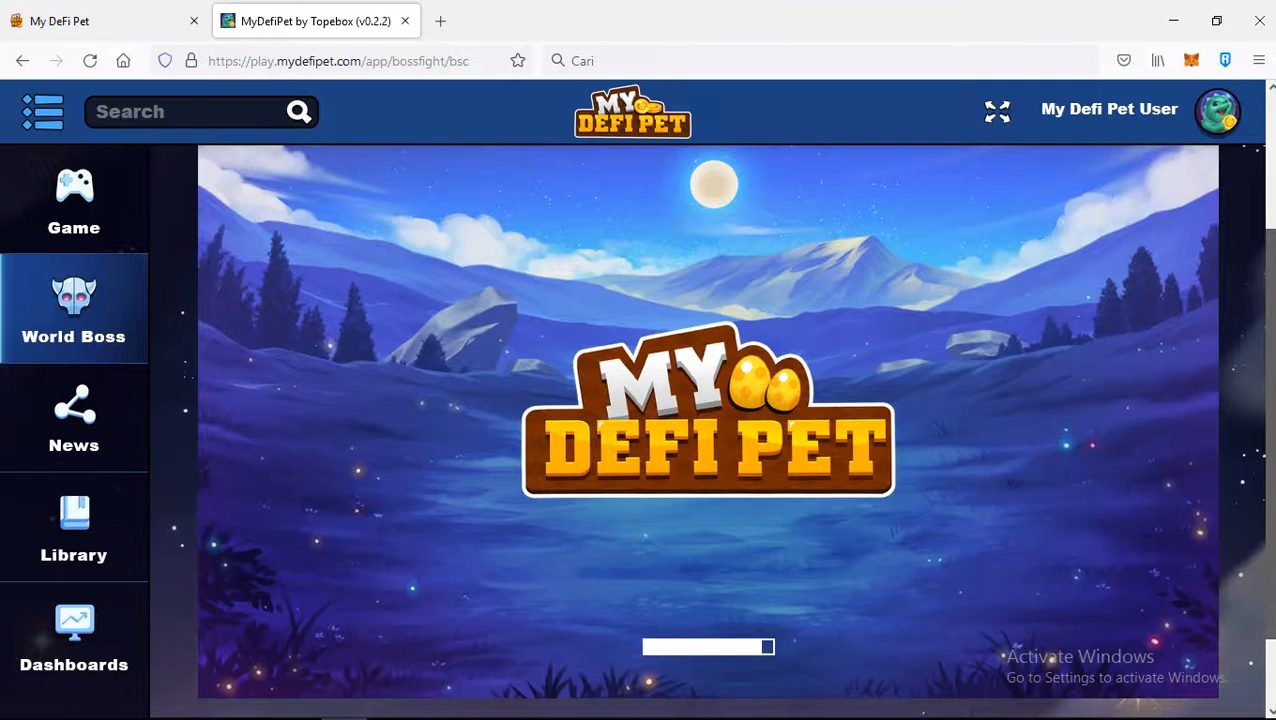 My DeFi Pet
MyDefiPet by Topebox (v0.2.2)
https://play.mydefipet.com/app/bossfight/bsc
Cari
Search
MY
DEFI PET
My Defi Pet User
Game
World Boss
News
Library
Dashboards
MY
DEFI PET
Activate Windows
Go to Settings to activate Windows.